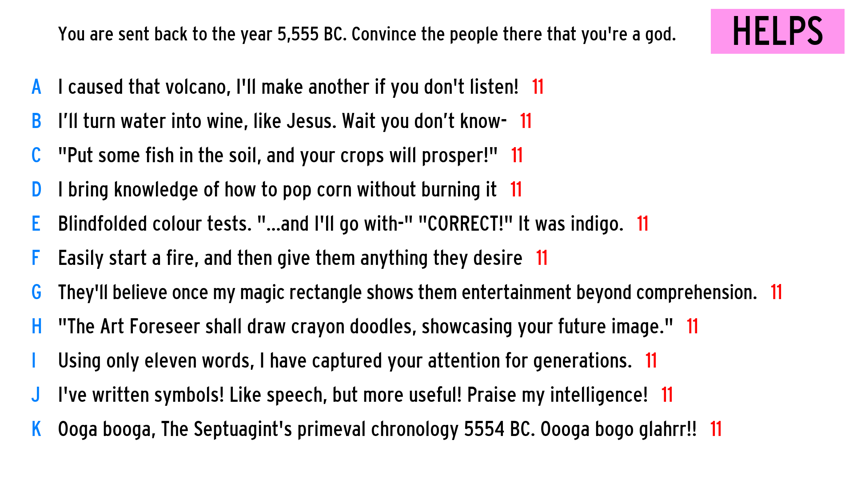 You are sent back to the year 5,555 BC. Convince the people there that you're a god.
HELPS
A I caused that volcano, I'll make another if you don't listen! 11
B I’ll turn water into wine, like Jesus. Wait you don’t know- 11
C "Put some fish in the soil, and your crops will prosper!" 11
D I bring knowledge of how to pop corn without burning it 11
E Blindfolded colour tests. "...and I'll go with-" "CORRECT!" It was indigo. 11
F Easily start a fire, and then give them anything they desire 11
G They'll believe once my magic rectangle shows them entertainment beyond comprehension. 11
H "The Art Foreseer shall draw crayon doodles, showcasing your future image." 11
I Using only eleven words, I have captured your attention for generations. 11
J I've written symbols! Like speech, but more useful! Praise my intelligence! 11
K Ooga booga, The Septuagint's primeval chronology 5554 BC. Oooga bogo glahrr!! 11